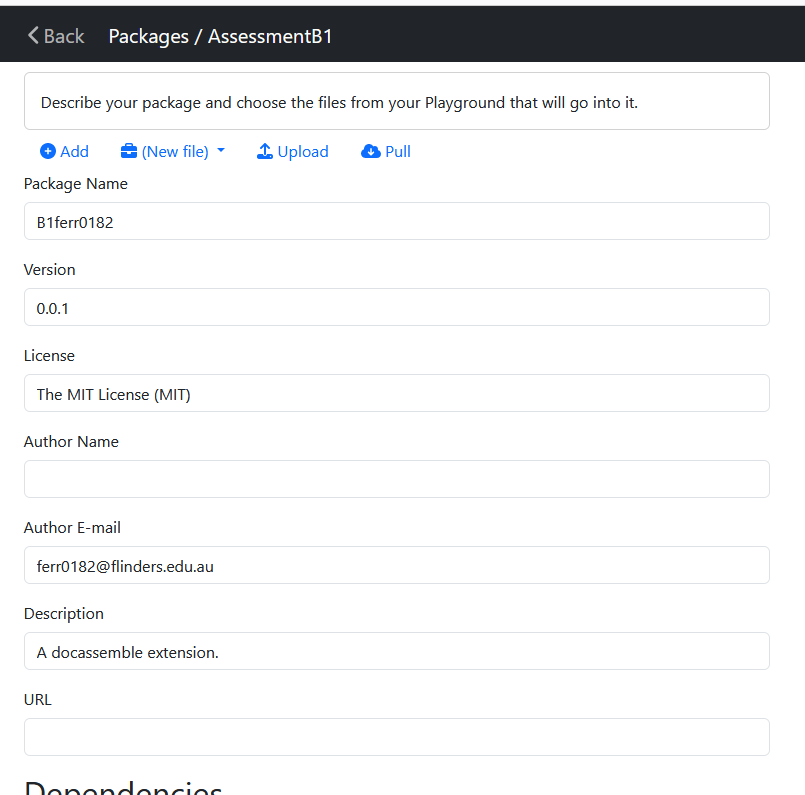 Back Packages / AssessmentB1
Describe your package and choose the files from your Playground that will go into it.
Add (New file) Upload Pull
Package Name
B1ferr0182
Version
0.0.1
License
The MIT License (MIT)
Author Name
Author E-mail
ferr0182@flinders.edu.au
Description
A docassemble extension.
URL
Dependencies